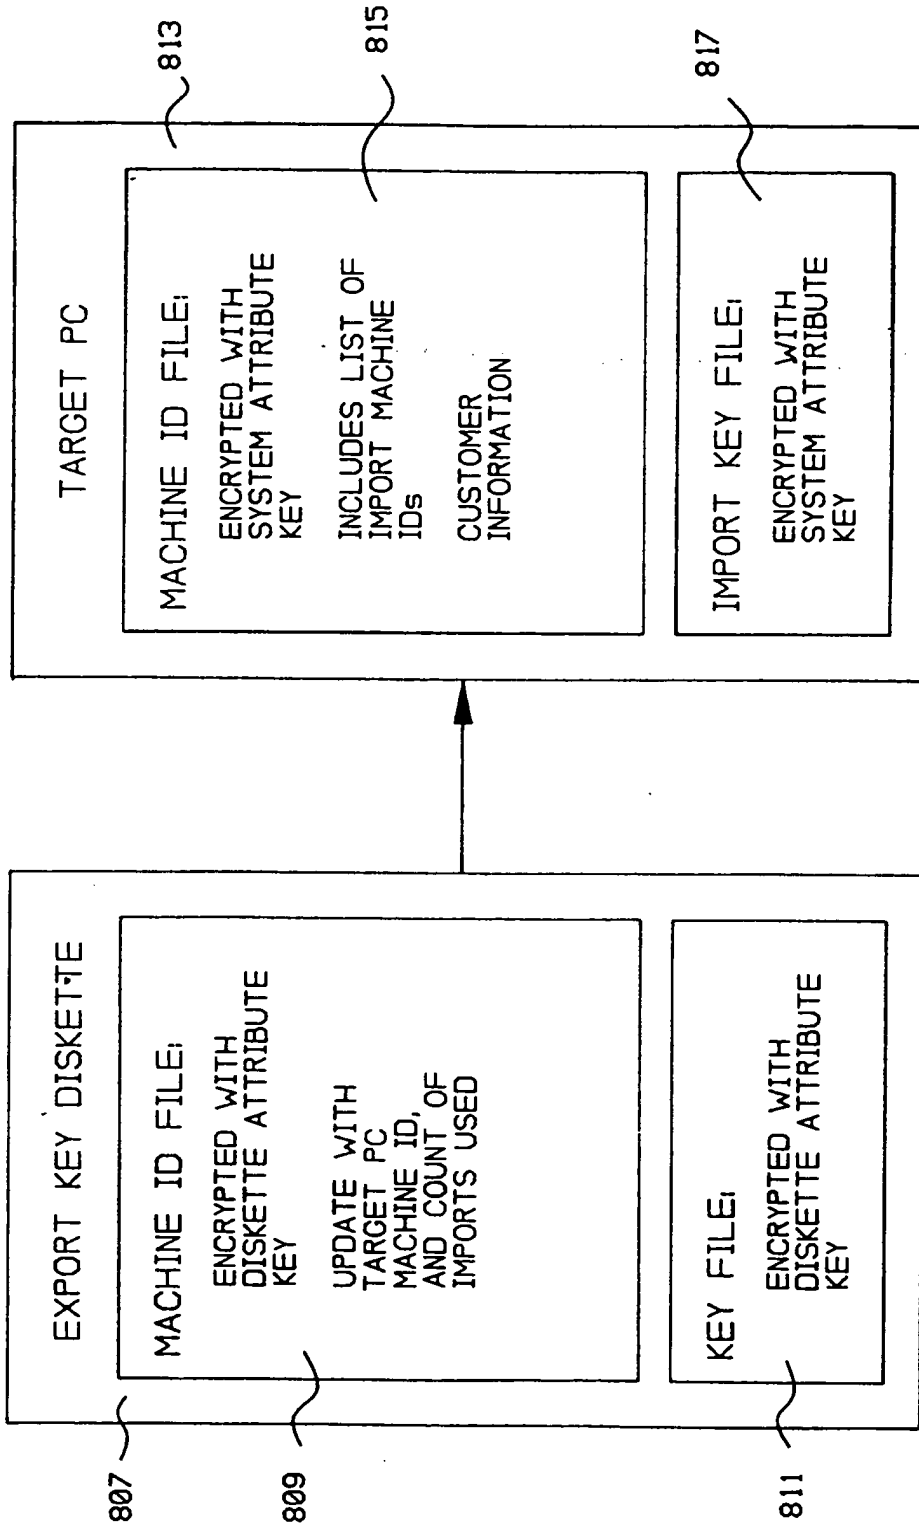 EXPORT KEY DISKETTE
MACHINE ID FILE:
ENCRYPTED WITH
DISKETTE ATTRIBUTE
KEY
UPDATE WITH
TARGET PC
MACHINE ID,
AND COUNT OF
IMPORTS USED
KEY FILE:
ENCRYPTED WITH
DISKETTE ATTRIBUTE
KEY
807
809
811
TARGET PC
MACHINE ID FILE:
ENCRYPTED WITH
SYSTEM ATTRIBUTE
KEY
INCLUDES LIST OF
IMPORT MACHINE
IDs
CUSTOMER
INFORMATION
IMPORT KEY FILE:
ENCRYPTED WITH
SYSTEM ATTRIBUTE
KEY
813
815
817